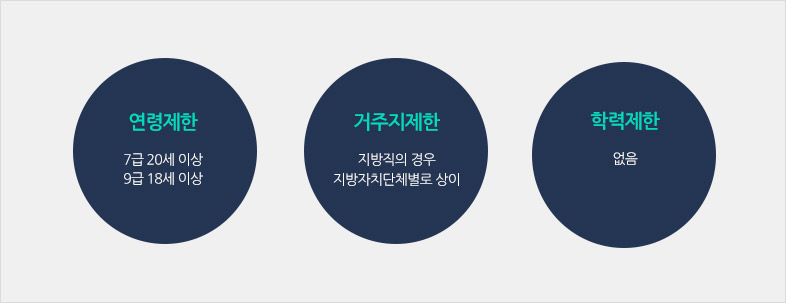 연령제한
7급 20세 이상
9급 18세 이상
거주지제한
지방직의 경우
지방자치단체별로 상이
학력제한
없음